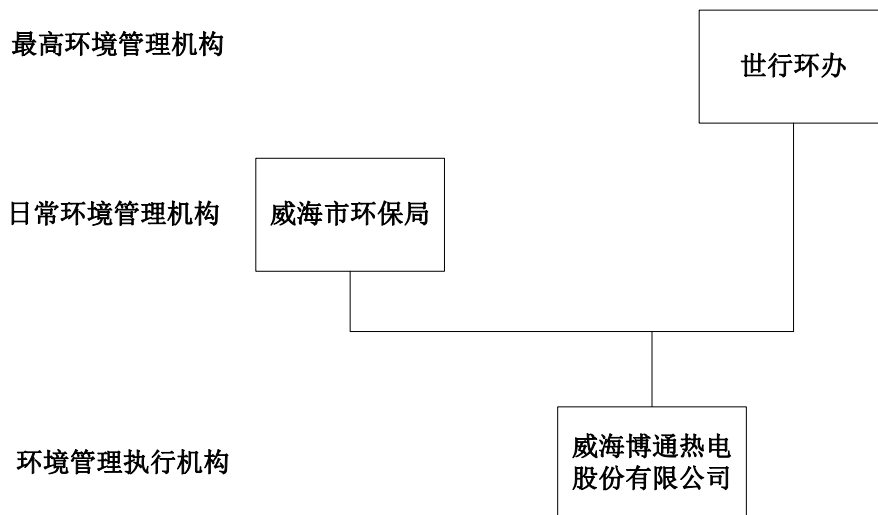 最高环境管理机构
世行环办
日常环境管理机构
威海市环保局
环境管理执行机构
威海博通热电
股份有限公司